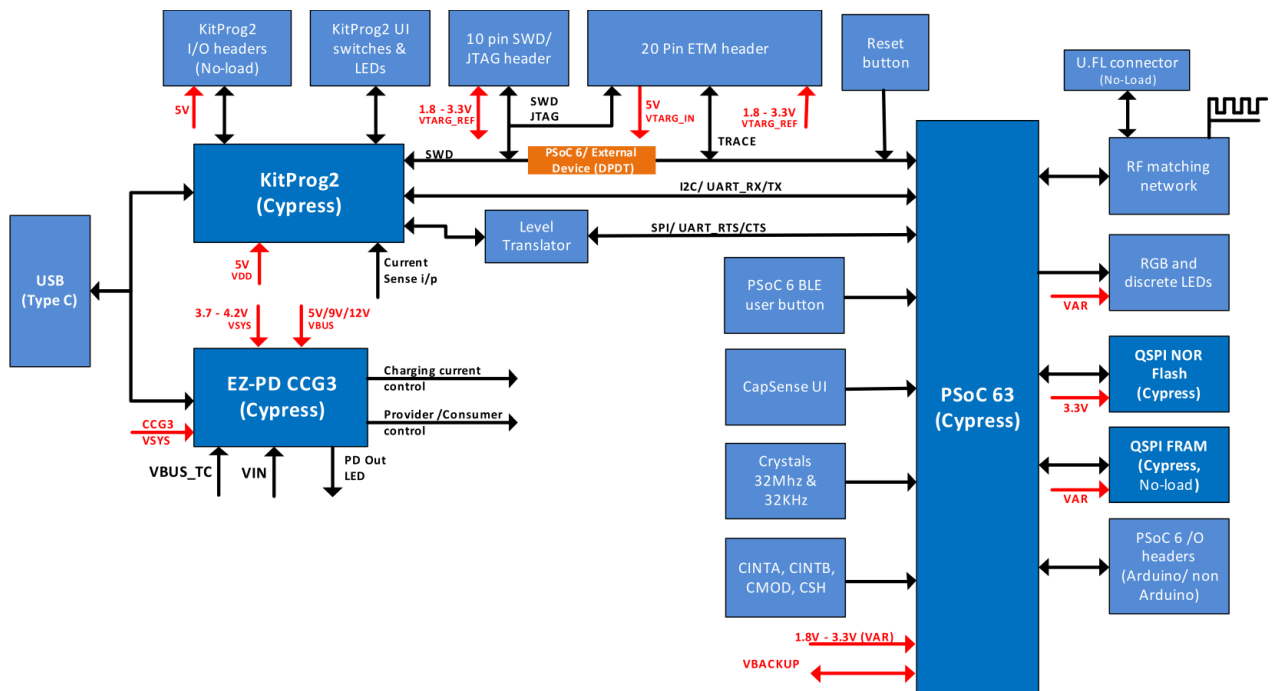 KitProg2
I/O headers
(No-load)
KitProg2 UI
switches &
LEDs
10 pin SWD/
JTAG header
20 Pin ETM header
Reset
button
U.FL connector
(No-Load)
5V
1.8 - 3.3V
VTARG_REF
SWD
JTAG
5V
VTARG_IN
1.8 - 3.3V
VTARG_REF
TRACE
SWD
PSoC 6/ External
Device (DPDT)
KitProg2
(Cypress)
I2C/ UART_RX/TX
RF matching
network
Level
Translator
SPI/ UART_RTS/CTS
USB
(Type C)
5V
VDD
Current
Sense i/p
PSoC 6 BLE
user button
RGB and
discrete LEDs
VAR
3.7 - 4.2V
VSYS
5V/9V/12V
VBUS
EZ-PD CCG3
(Cypress)
Charging current
control
Provider /Consumer
control
CapSense UI
PSoC 63
(Cypress)
QSPI NOR
Flash
(Cypress)
3.3V
CCG3
VSYS
VBUS_TC
VIN
PD Out
LED
Crystals
32Mhz &
32KHz
QSPI FRAM
(Cypress,
No-load)
VAR
CINTA, CINTB,
CMOD, CSH
PSoC 6 /O
headers
(Arduino/ non
Arduino)
1.8V - 3.3V (VAR)
VBACKUP